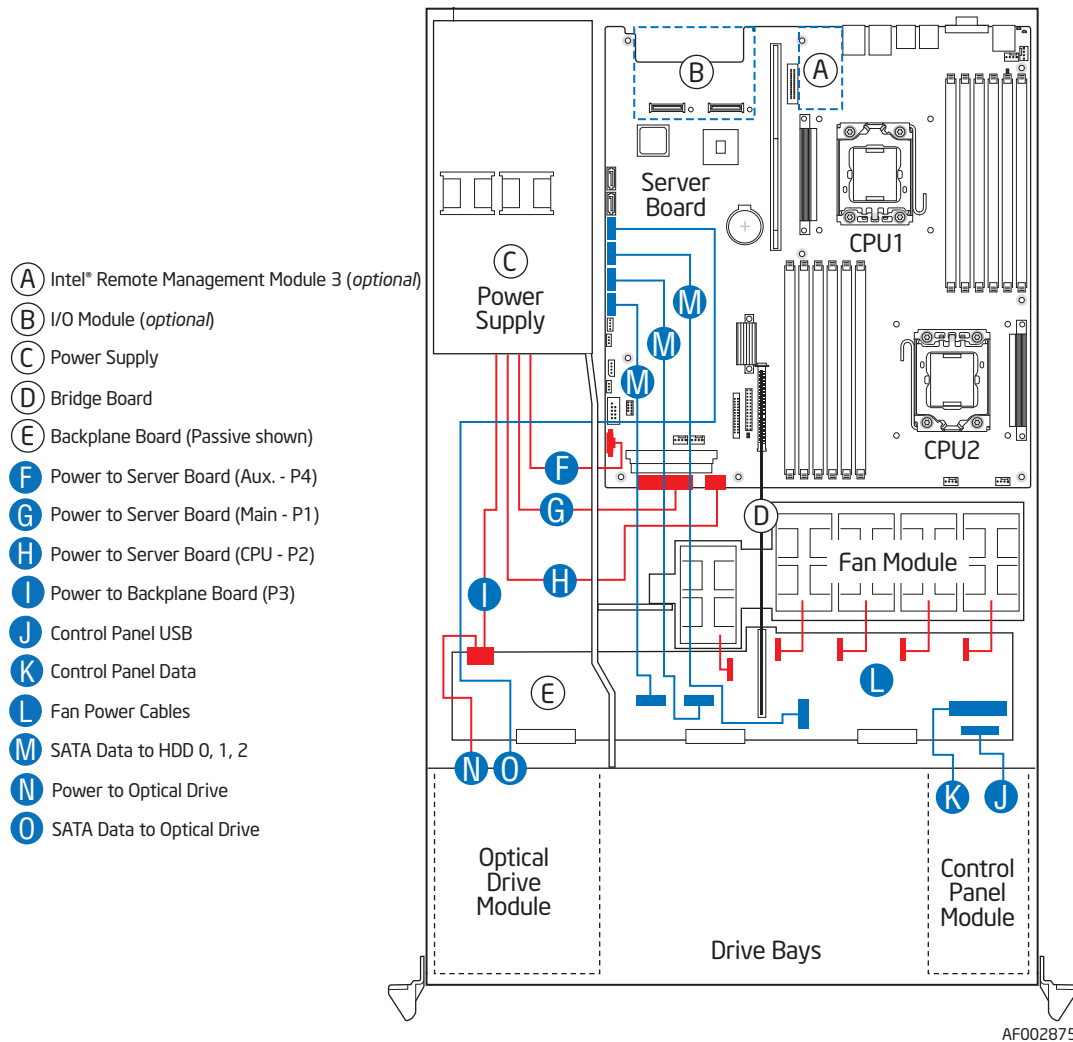 A Intel® Remote Management Module 3 (optional)
B I/O Module (optional)
C Power Supply
D Bridge Board
E Backplane Board (Passive shown)
F Power to Server Board (Aux. - P4)
G Power to Server Board (Main - P1)
H Power to Server Board (CPU - P2)
I Power to Backplane Board (P3)
J Control Panel USB
K Control Panel Data
L Fan Power Cables
M SATA Data to HDD 0, 1, 2
N Power to Optical Drive
O SATA Data to Optical Drive
B
A
Server
Board
CPU1
C
Power
Supply
M
M
M
CPU2
F
G
D
H
Fan Module
I
E
L
N
O
K
J
Optical
Drive
Module
Control
Panel
Module
Drive Bays
AF002875